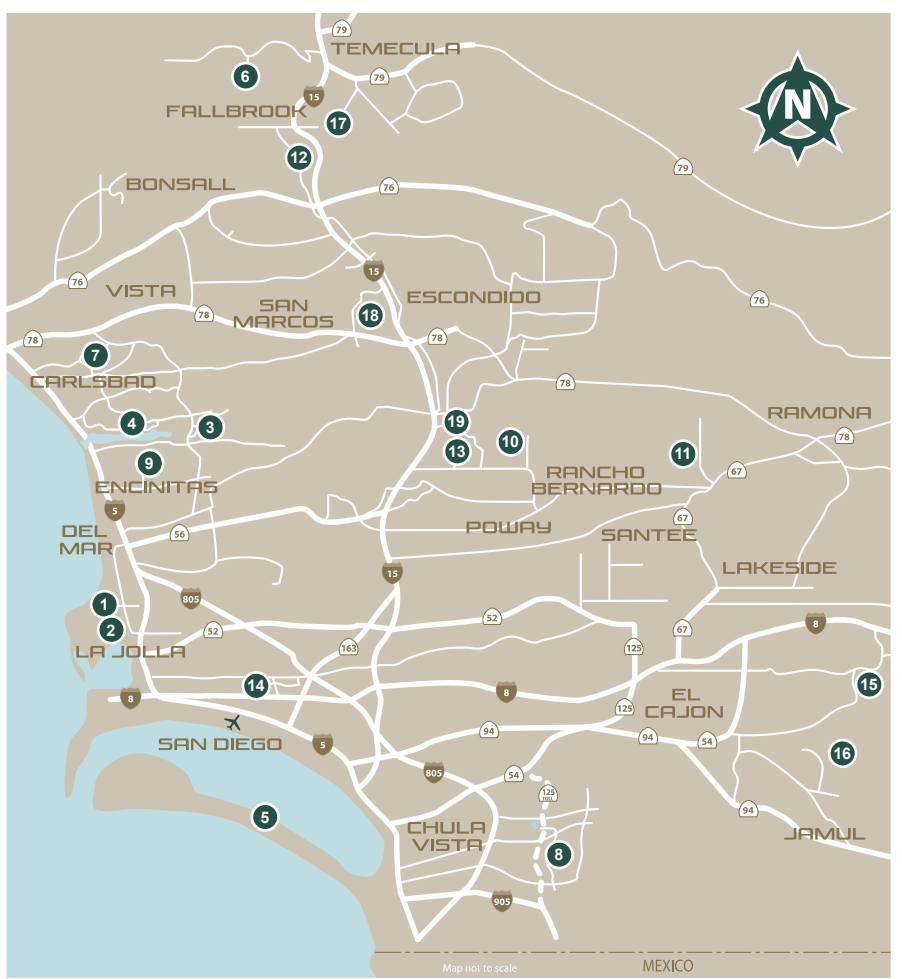 79
TEMECULA
6
79
15
FALLBROOK
17
N
12
79
BONSALL
76
15
76
VISTA
ESCONDIDO
76
SAN
MARCOS
78
18
78
78
7
CARLSBAD
78
RAMONA
4
3
19
10
78
13
11
9
67
RANCHO
BERNARDO
ENCINITAS
5
67
POWAY
DEL
MAR
56
SANTEE
LAKESIDE
15
805
1
2
52
52
67
8
163
125
LA JOLLA
14
15
8
8
EL
CAJON
125
5
94
94
54
SAN DIEGO
16
805
54
125
TOLL
94
5
CHULA
VISTA
JAMUL
8
905
Map not to scale
MEXICO